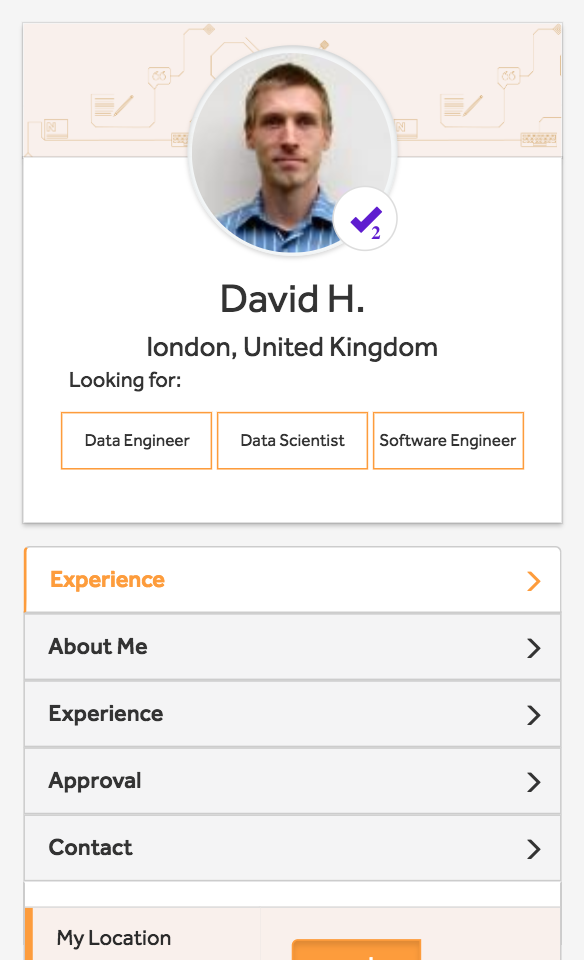 2
David H.
london, United Kingdom
Looking for:
Data Engineer
Data Scientist
Software Engineer
Experience
About Me
Experience
Approval
Contact
My Location